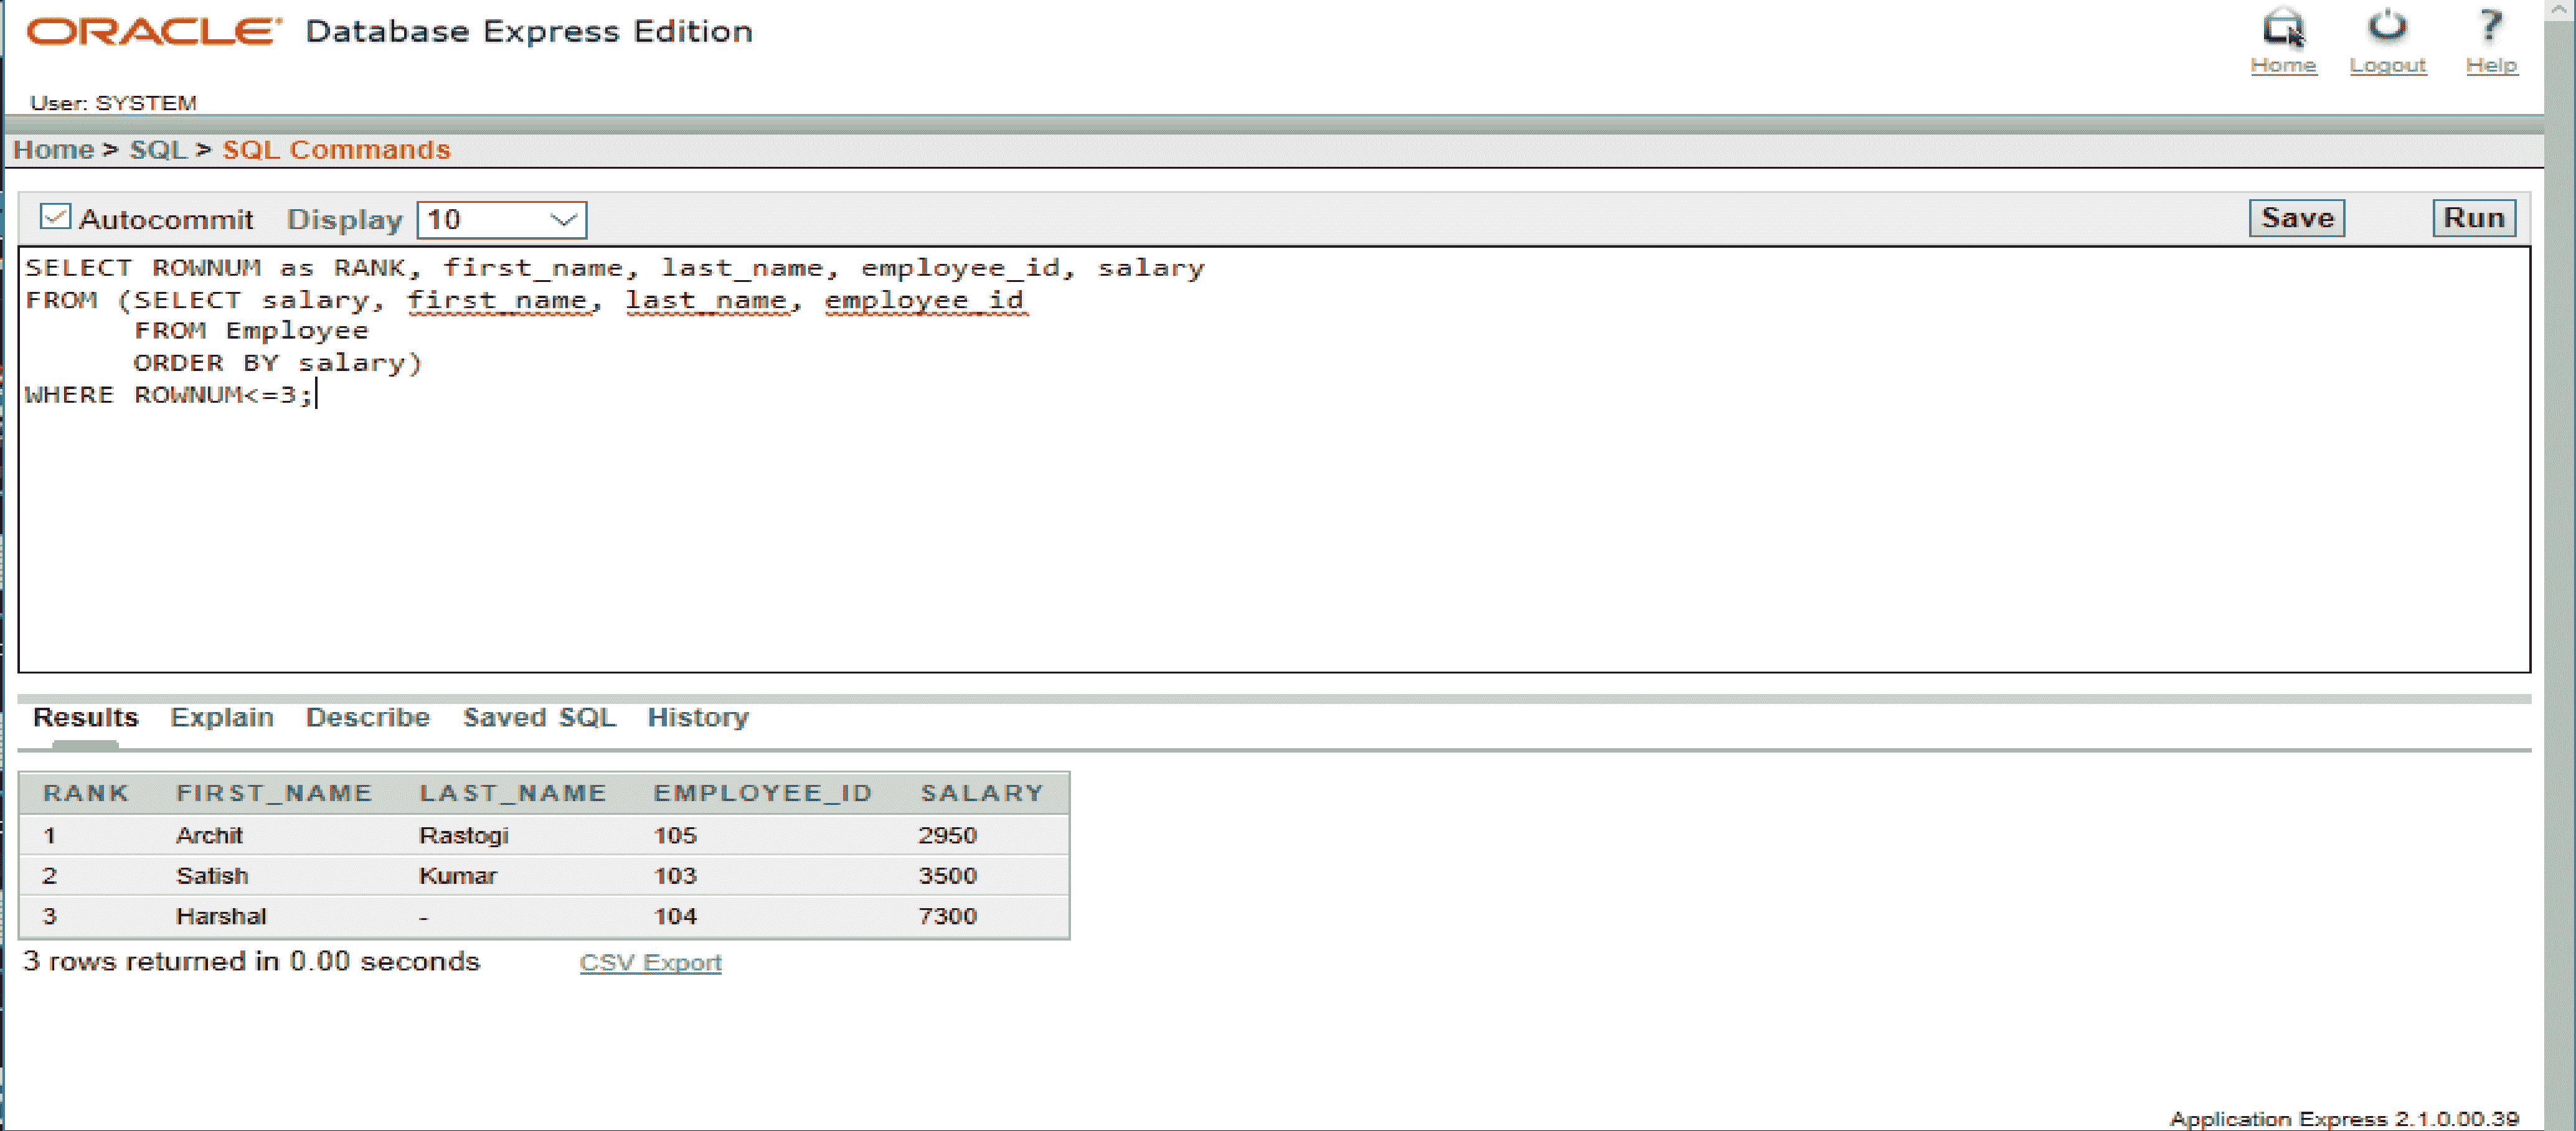 ORACLE Database Express Edition
Home Logout Help
User: SYSTEM
Home > SQL > SQL Commands
Autocommit Display 10 Save Run
SELECT ROWNUM as RANK, first_name, last_name, employee_id, salary
FROM (SELECT salary, first_name, last_name, employee_id
FROM Employee
ORDER BY salary)
WHERE ROWNUM<=3;
Results Explain Describe Saved SQL History
RANK FIRST_NAME LAST_NAME EMPLOYEE_ID SALARY
1 Archit Rastogi 105 2950
2 Satish Kumar 103 3500
3 Harshal - 104 7300
3 rows returned in 0.00 seconds CSV Export
Application Express 2.1.0.00.39